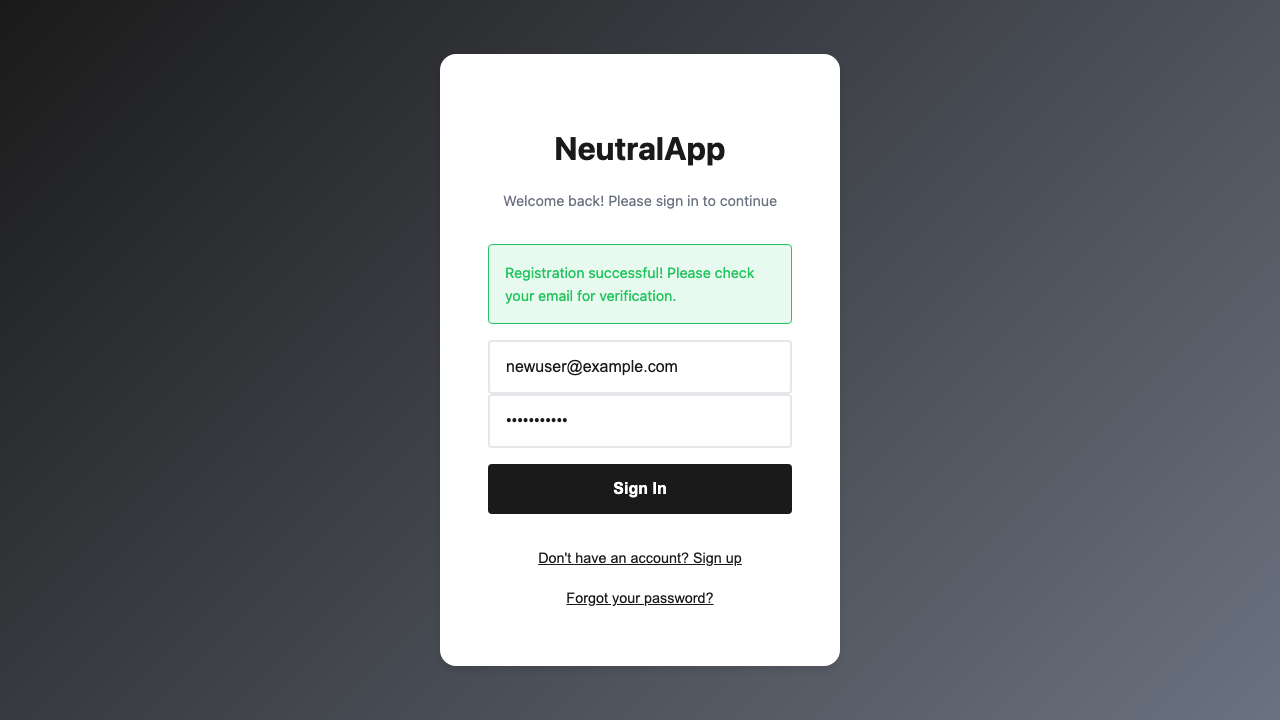 NeutralApp
Welcome back! Please sign in to continue
Registration successful! Please check
your email for verification.
newuser@example.com
•••••••••••
Sign In
Don't have an account? Sign up
Forgot your password?